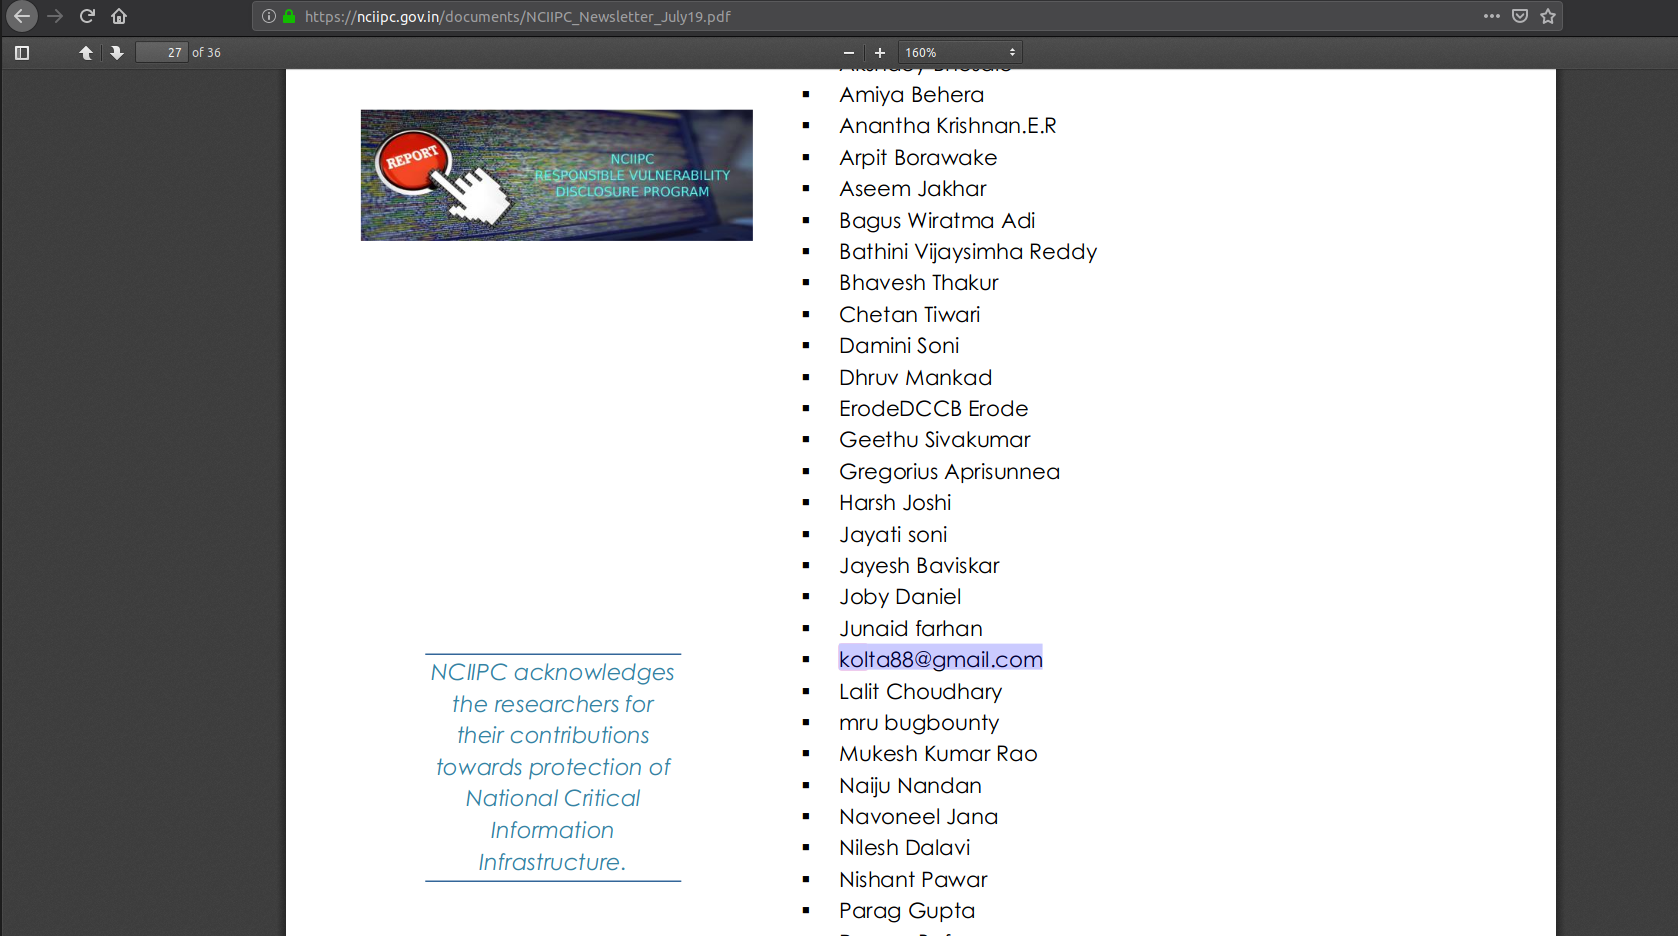 https://nciipc.gov.in/documents/NCIIPC_Newsletter_July19.pdf
27 of 36
160%
REPORT
NCIIPC
RESPONSIBLE VULNERABILITY
DISCLOSURE PROGRAM
Amiya Behera
Anantha Krishnan.E.R
Arpit Borawake
Aseem Jakhar
Bagus Wiratma Adi
Bathini Vijaysimha Reddy
Bhavesh Thakur
Chetan Tiwari
Damini Soni
Dhruv Mankad
ErodeDCCB Erode
Geethu Sivakumar
Gregorius Aprisunnea
Harsh Joshi
Jayati soni
Jayesh Baviskar
Joby Daniel
Junaid farhan
kolta88@gmail.com
Lalit Choudhary
mru bugbounty
Mukesh Kumar Rao
Naiju Nandan
Navoneel Jana
Nilesh Dalavi
Nishant Pawar
Parag Gupta
NCIIPC acknowledges
the researchers for
their contributions
towards protection of
National Critical
Information
Infrastructure.